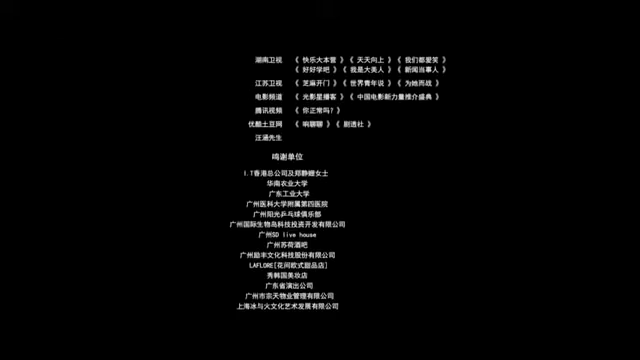 湖南卫视 《 快乐大本营 》《 天天向上 》《 我们都爱笑 》
《 好好学吧 》《 我是大美人 》《 新闻当事人 》
江苏卫视 《 芝麻开门 》《 世界青年说 》《 为她而战 》
电影频道 《 光影星播客 》《 中国电影新力量推介盛典 》
腾讯视频 《 你正常吗? 》
优酷土豆网 《 响聊聊 》《 剧透社 》
汪涵先生
鸣谢单位
I.T香港总公司及郑静嫚女士
华南农业大学
广东工业大学
广州医科大学附属第四医院
广州阳光乒乓球俱乐部
广州国际生物岛科技投资开发有限公司
广州SD live house
广州苏荷酒吧
广州励丰文化科技股份有限公司
LAFLORE[花间欧式甜品店]
秀韩国美妆店
广东省演出公司
广州市宗天物业管理有限公司
上海冰与火文化艺术发展有限公司